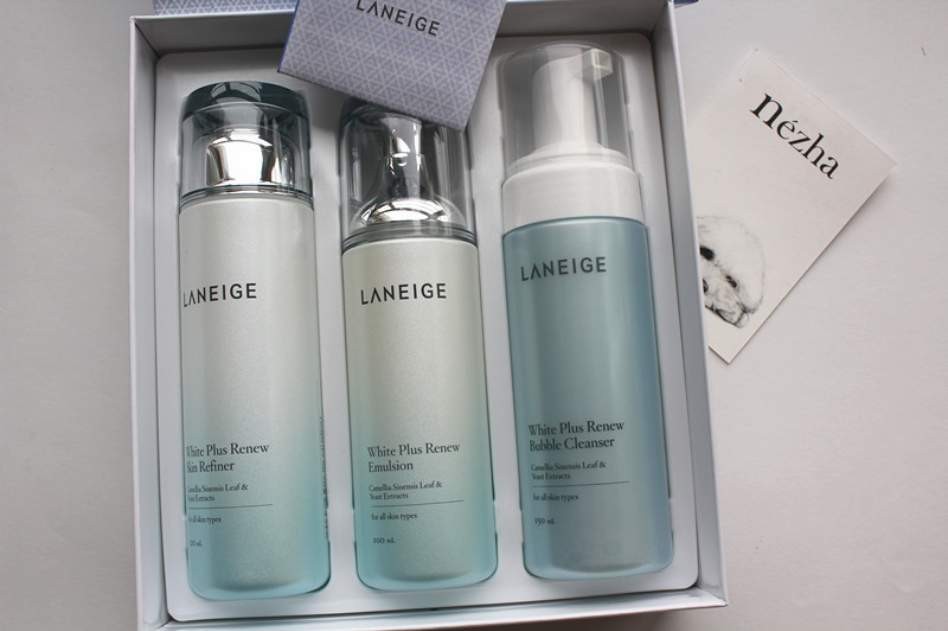 LANEIGE
nézha
LANEIGE
White Plus Renew
Skin Refiner
Camellia Sinensis Leaf &
Yeast Extracts
for all skin types
LANEIGE
White Plus Renew
Emulsion
Camellia Sinensis Leaf &
Yeast Extracts
for all skin types
100 mL
LANEIGE
White Plus Renew
Bubble Cleanser
Camellia Sinensis Leaf &
Yeast Extracts
for all skin types
150 mL